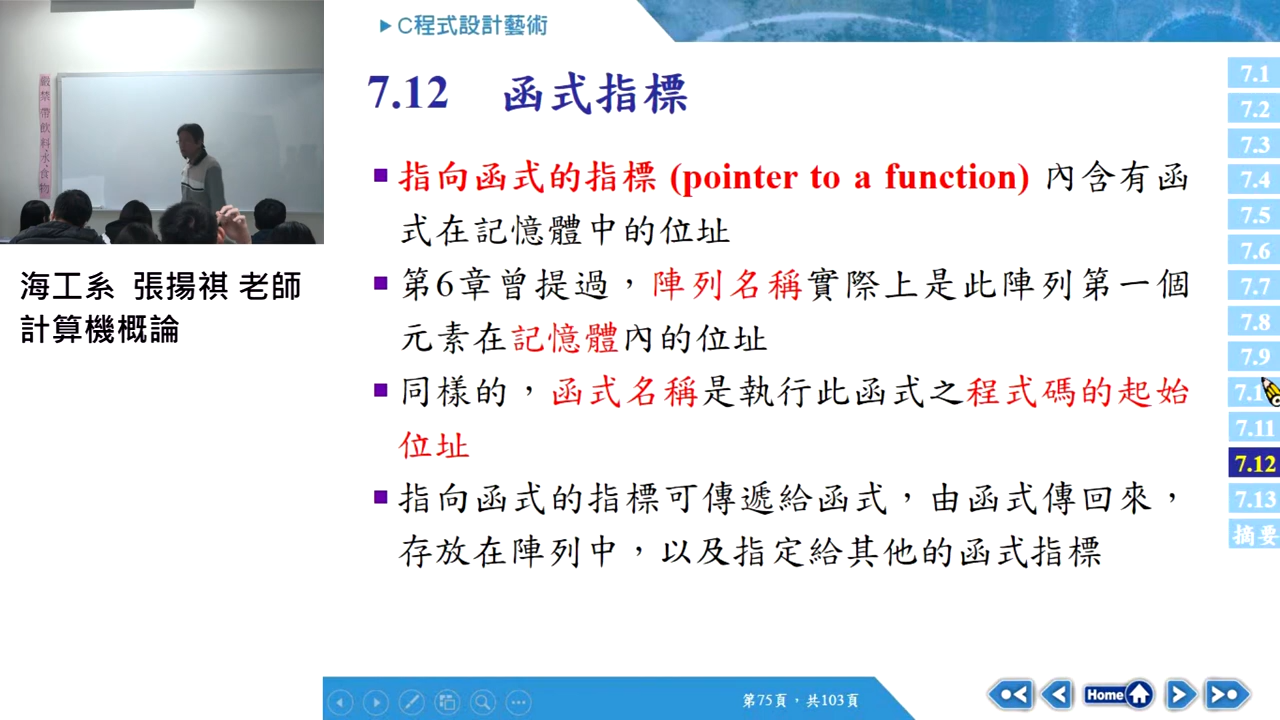 C程式設計藝術
7.12 函式指標
指向函式的指標 (pointer to a function) 內含有函
式在記憶體中的位址
第6章曾提過，陣列名稱實際上是此陣列第一個
元素在記憶體內的位址
同樣的，函式名稱是執行此函式之程式碼的起始
位址
指向函式的指標可傳遞給函式，由函式傳回來，
存放在陣列中，以及指定給其他的函式指標
嚴禁帶飲料、水、食物
海工系 張揚祺 老師
計算機概論
7.1
7.2
7.3
7.4
7.5
7.6
7.7
7.8
7.9
7.11
7.12
7.13
摘要
第75頁，共103頁
Home